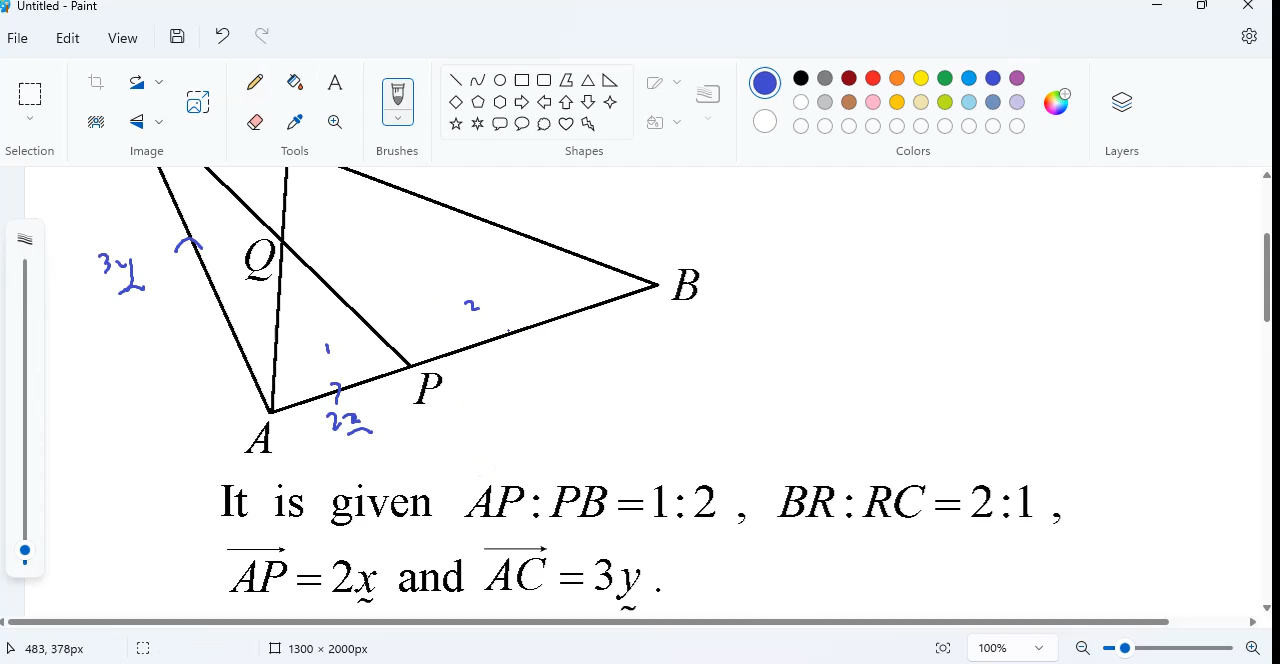 Untitled - Paint
File Edit View
Selection Image Tools Brushes Shapes Colors Layers
3y
Q
B
2
1
P
2x
A
It is given AP : PB = 1 : 2 , BR : RC = 2 : 1 ,
AP = 2x and AC = 3y .
483, 378px 1300 × 2000px 100%